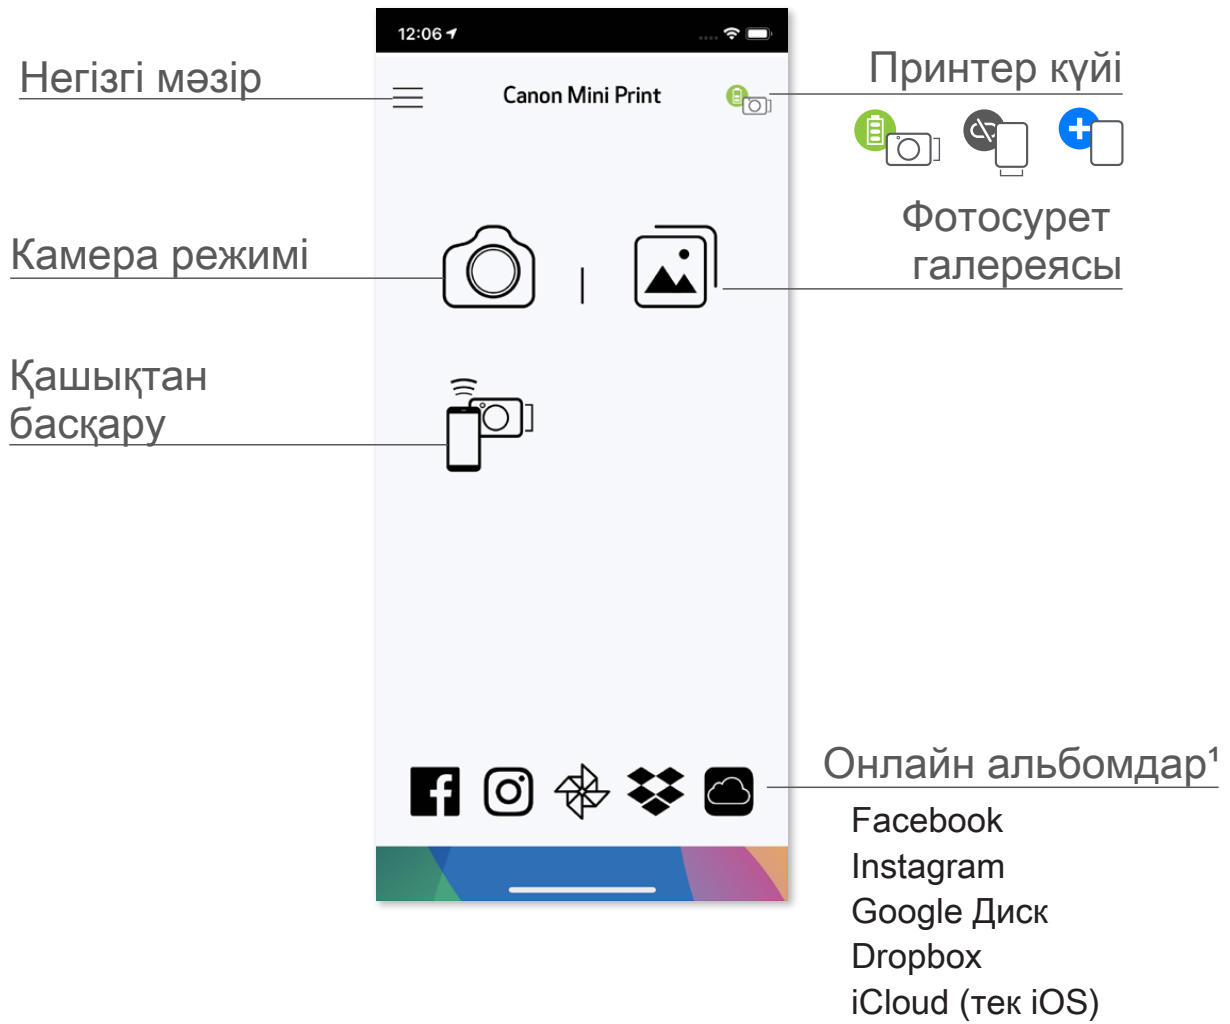 12:06
Негізгі мәзір
Canon Mini Print
Принтер күйі
Камера режимі
Фотосурет
галереясы
Қашықтан
басқару
Онлайн альбомдар¹
Facebook
Instagram
Google Диск
Dropbox
iCloud (тек iOS)